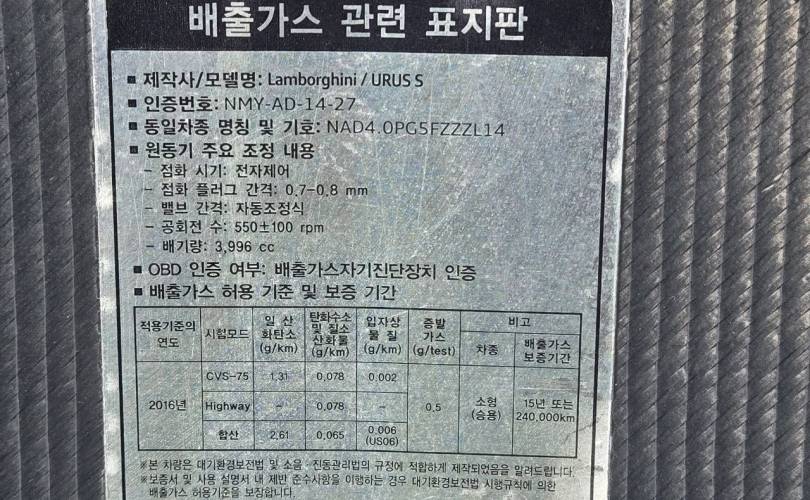 배출가스 관련 표지판
■ 제작사/모델명: Lamborghini / URUS S
■ 인증번호: NMY-AD-14-27
■ 동일차종 명칭 및 기호: NAD4.0PG5FZZZL14
■ 원동기 주요 조정 내용
- 점화 시기: 전자제어
- 점화 플러그 간격: 0.7-0.8 mm
- 밸브 간격: 자동조정식
- 공회전 수: 550±100 rpm
- 배기량: 3,996 cc
■ OBD 인증 여부: 배출가스자기진단장치 인증
■ 배출가스 허용 기준 및 보증 기간
적용기준의 연도 시험모드 일 산화탄소 (g/km) 탄화수소 및 질소산화물 (g/km) 입자상 물 질 (g/km) 증발가스 (g/test) 비고
차종 배출가스 보증기간
2016년 CVS-75 1.31 0.078 0.002 0.5 소형 (승용) 15년 또는 240,000km
Highway - 0.078 -
합산 2.61 0.065 0.006 (US06)
※본 차량은 대기환경보전법 및 소음·진동관리법의 규정에 적합하게 제작되었음을 알려드립니다.
※보증서 및 사용 설명서 내 제반 준수사항을 이행하는 경우 대기환경보전법 시행규칙에 의한
배출가스 허용기준을 보장합니다.